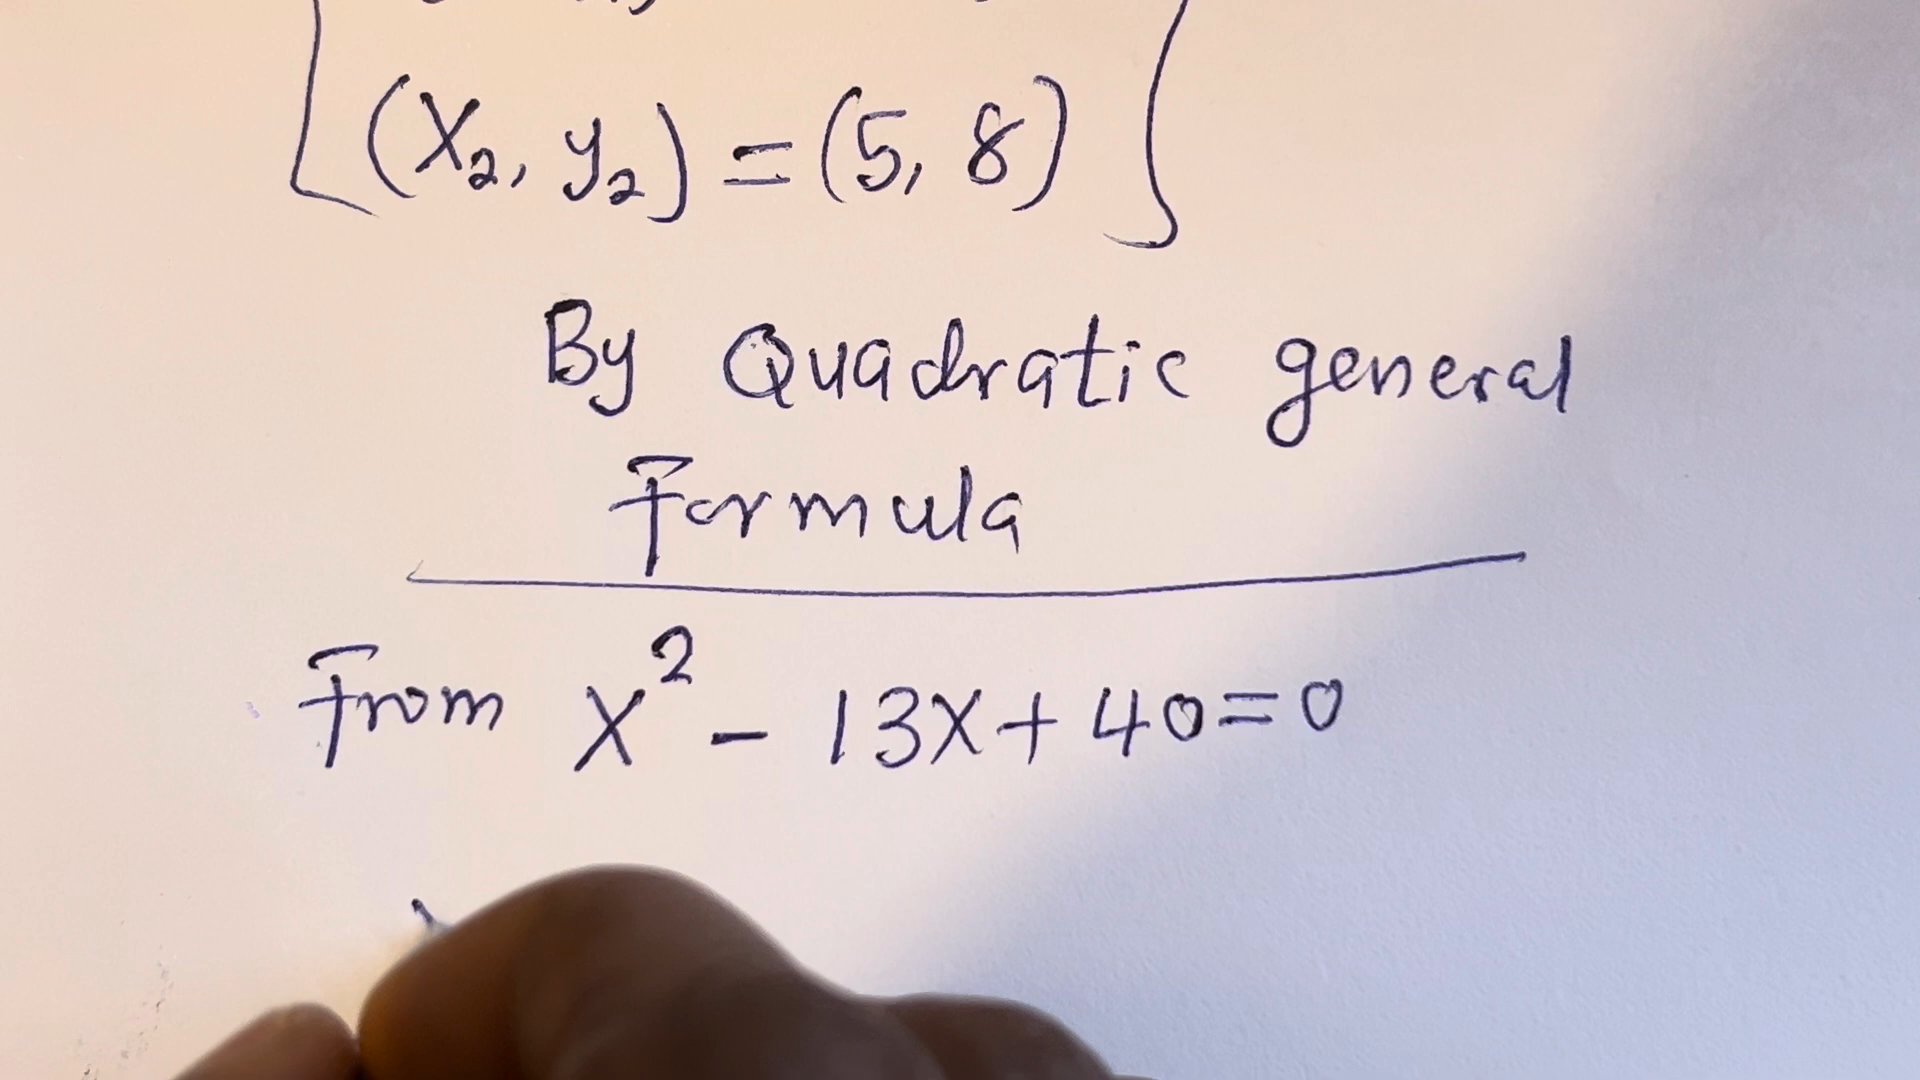 (x₂, y₂) = (5, 8)
By Quadratic general
Formula
From x² - 13x + 40 = 0